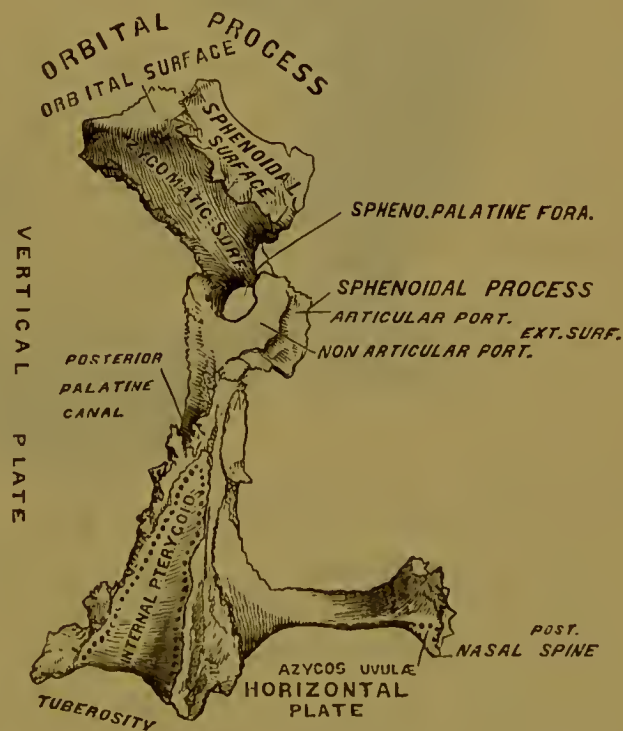 ORBITAL PROCESS
ORBITAL SURFACE
SPHENOIDAL
SURFACE
ZYGOMATIC SURF.
SPHENO.PALATINE FORA.
VERTICAL PLATE
SPHENOIDAL PROCESS
ARTICULAR PORT.
EXT. SURF.
NON ARTICULAR PORT.
POSTERIOR
PALATINE
CANAL
INTERNAL PTERYGOID
POST.
NASAL SPINE
AZYGOS UVULÆ
HORIZONTAL
PLATE
TUBEROSITY